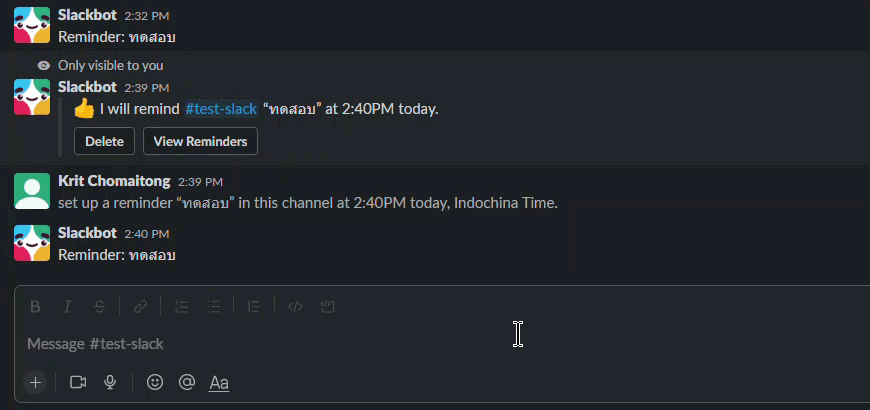 Slackbot 2:32 PM
Reminder: ทดสอบ
Only visible to you
Slackbot 2:39 PM
I will remind #test-slack “ทดสอบ” at 2:40PM today.
Delete View Reminders
Krit Chomaitong 2:39 PM
set up a reminder “ทดสอบ” in this channel at 2:40PM today, Indochina Time.
Slackbot 2:40 PM
Reminder: ทดสอบ
B I S
Message #test-slack
Aa